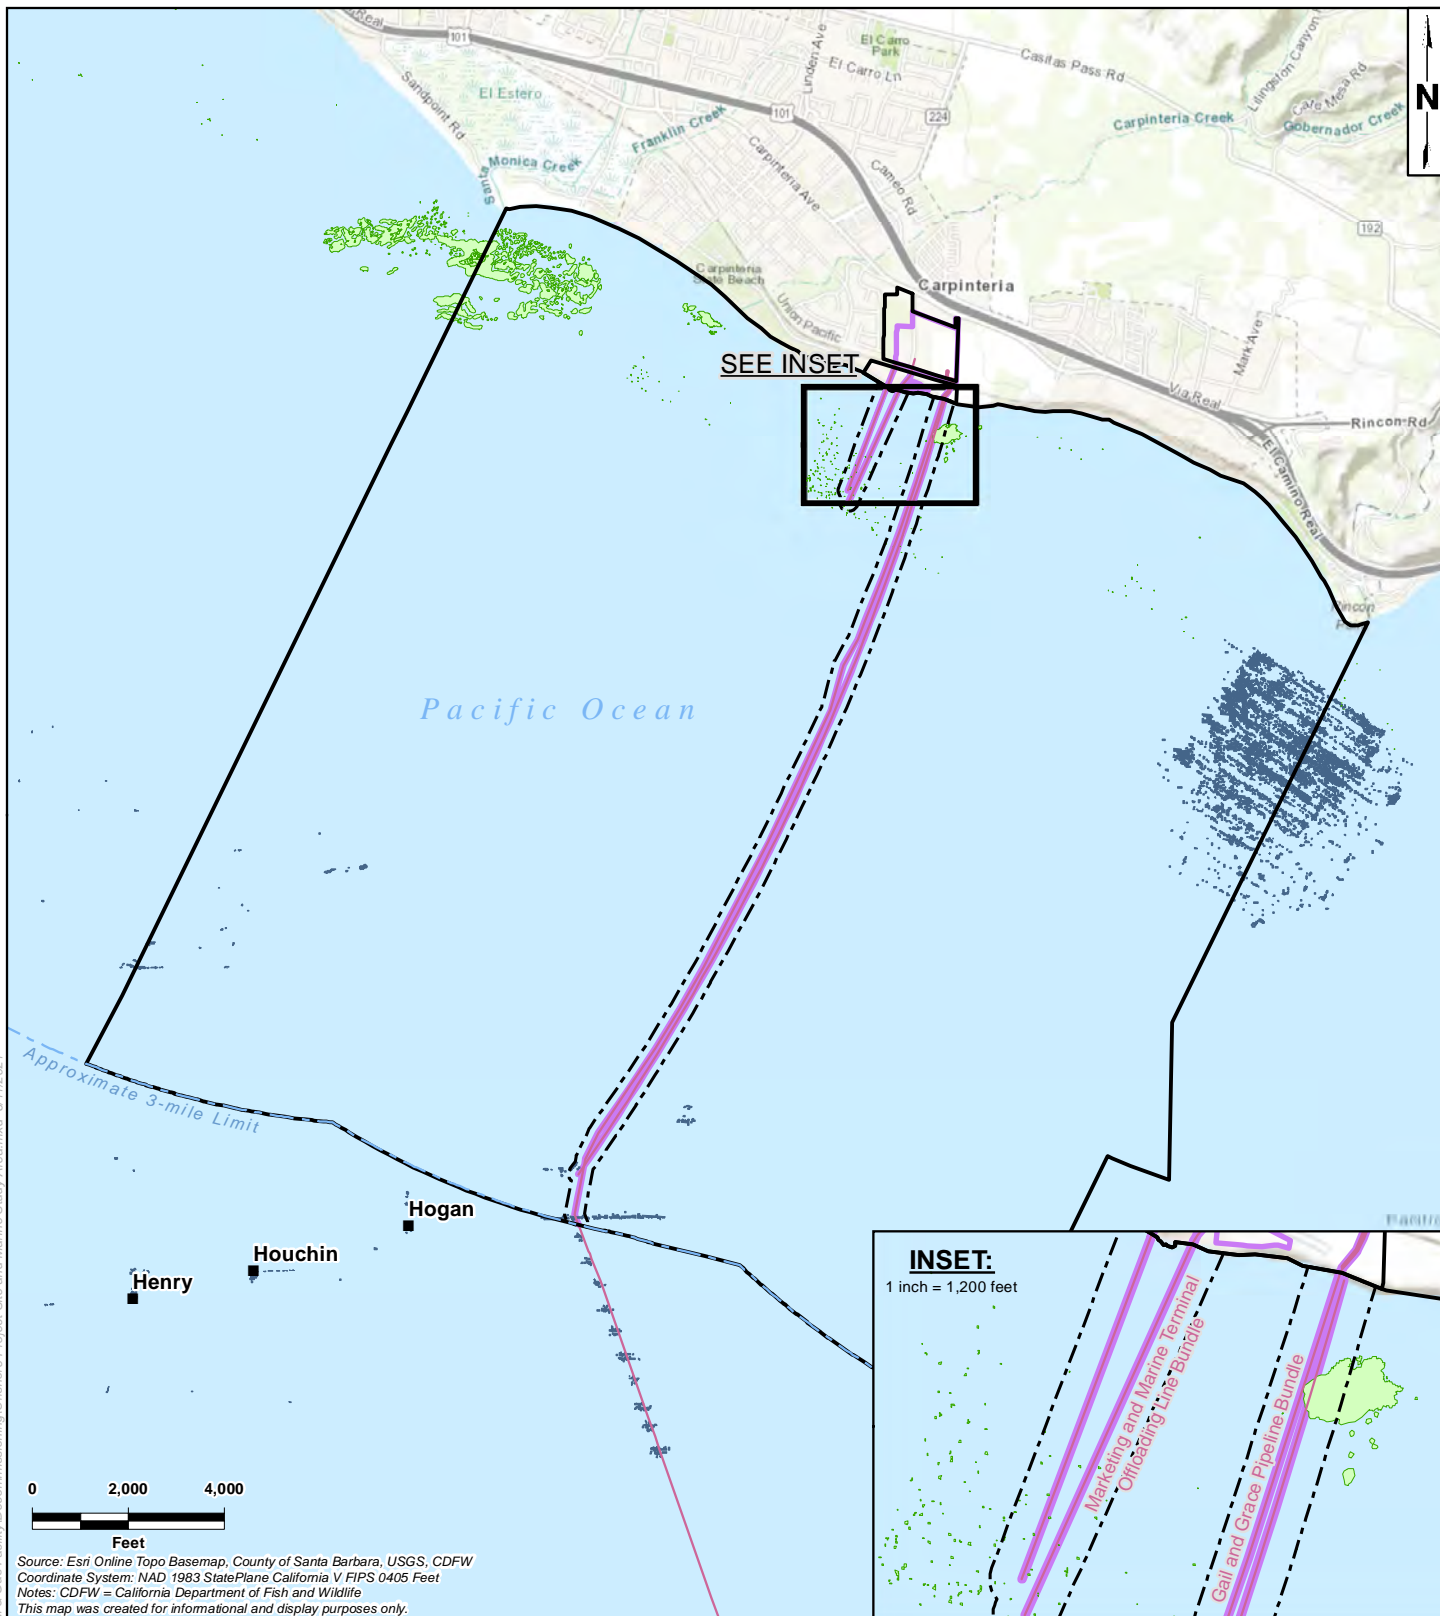 Real
101
El Carro
Park
El Carro Ln
Linden Ave
Casitas Pass Rd
Lillingston Canyon
Cate Mesa Rd
N
Sandpoint Rd
El Estero
Franklin Creek
101
224
Carpinteria Creek
Gobernador Creek
Santa Monica Creek
Carpinteria Ave
Cameo Rd
192
Carpinteria
State Beach
Carpinteria
Union Pacific
Mark Ave
SEE INSET
Via Real
Rincon Rd
El Camino Real
Rincon
Pacific Ocean
Approximate 3-mile Limit
Hogan
Houchin
Henry
INSET:
1 inch = 1,200 feet
Marketing and Marine Terminal
Offloading Line Bundle
Gail and Grace Pipeline Bundle
0 2,000 4,000
Feet
Source: Esri Online Topo Basemap, County of Santa Barbara, USGS, CDFW
Coordinate System: NAD 1983 StatePlane California V FIPS 0405 Feet
Notes: CDFW = California Department of Fish and Wildlife
This map was created for informational and display purposes only.